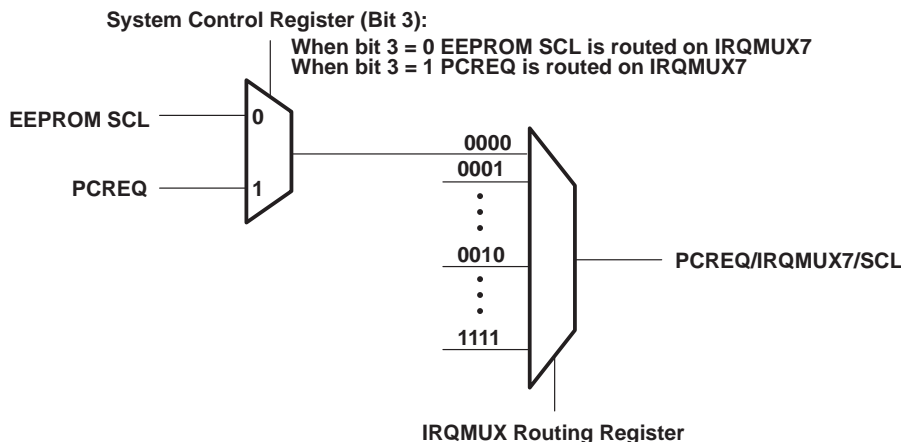 System Control Register (Bit 3):
When bit 3 = 0 EEPROM SCL is routed on IRQMUX7
When bit 3 = 1 PCREQ is routed on IRQMUX7
EEPROM SCL
0
0000
0001
PCREQ
1
0010
PCREQ/IRQMUX7/SCL
1111
IRQMUX Routing Register